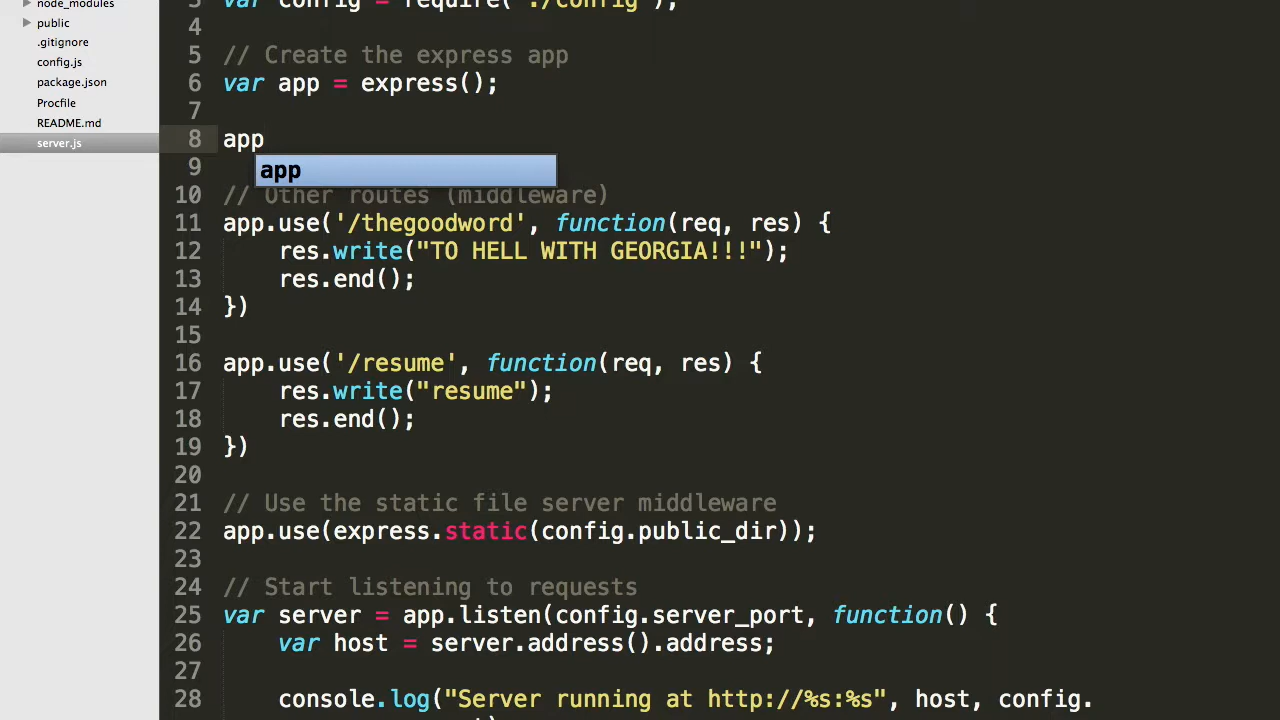 node_modules
public
.gitignore
config.js
package.json
Procfile
README.md
server.js
3 var config = require('./config');
4
5 // Create the express app
6 var app = express();
7
8 app
9
app
10 // Other routes (middleware)
11 app.use('/thegoodword', function(req, res) {
12     res.write("TO HELL WITH GEORGIA!!!");
13     res.end();
14 })
15
16 app.use('/resume', function(req, res) {
17     res.write("resume");
18     res.end();
19 })
20
21 // Use the static file server middleware
22 app.use(express.static(config.public_dir));
23
24 // Start listening to requests
25 var server = app.listen(config.server_port, function() {
26     var host = server.address().address;
27
28     console.log("Server running at http://%s:%s", host, config.